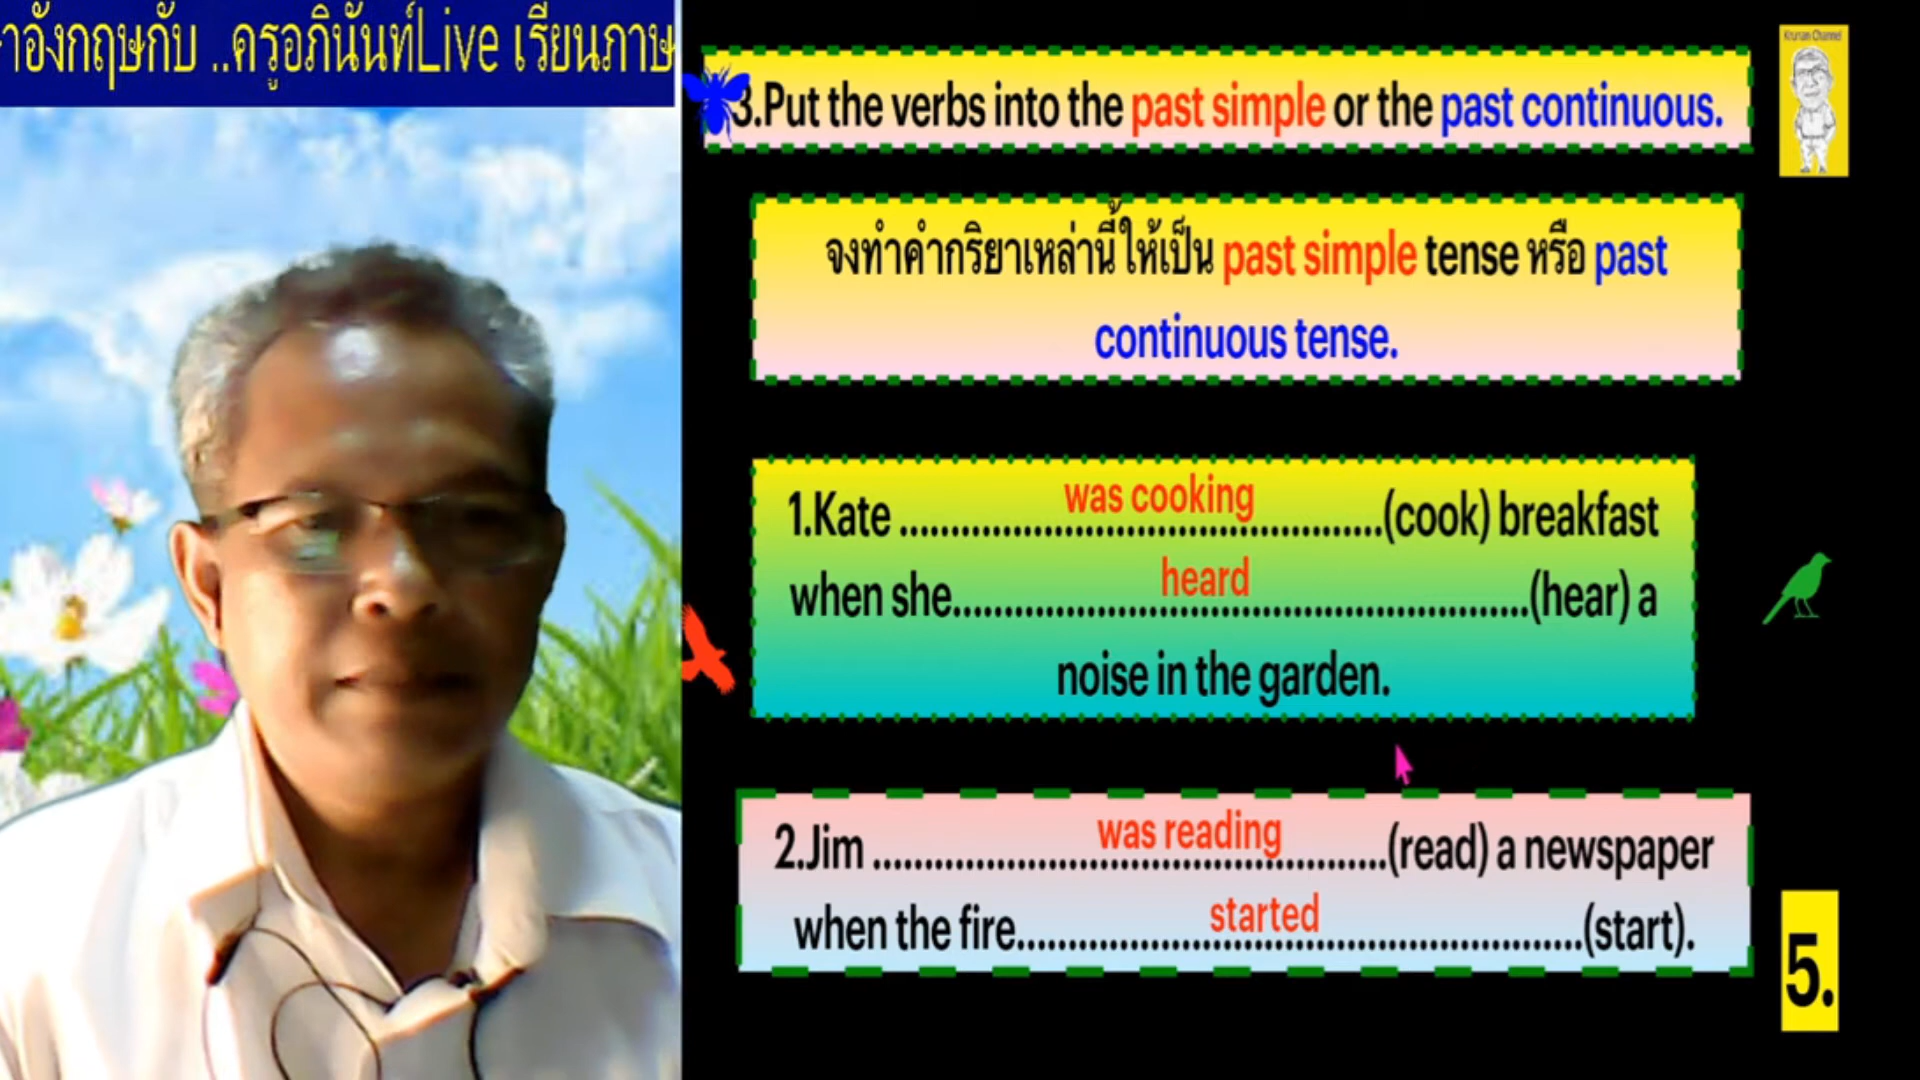 าอังกฤษกับ ..ครูอภินันท์Live เรียนภาษ
Krunan Channel
3.Put the verbs into the past simple or the past continuous.
จงทำคำกริยาเหล่านี้ให้เป็น past simple tense หรือ past
continuous tense.
1.Kate ................was cooking................(cook) breakfast
when she................heard................(hear) a
noise in the garden.
2.Jim ................was reading................(read) a newspaper
when the fire................started................(start).
5.